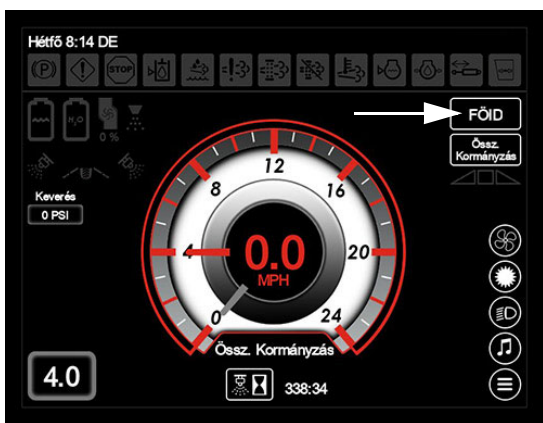 Hétfő 8:14 DE
(P)
STOP
H₂O
0 %
FÖID
Össz.
Kormányzás
Keverés
0 PSI
12
8
16
4
20
0.0
MPH
0
24
Össz. Kormányzás
4.0
338:34